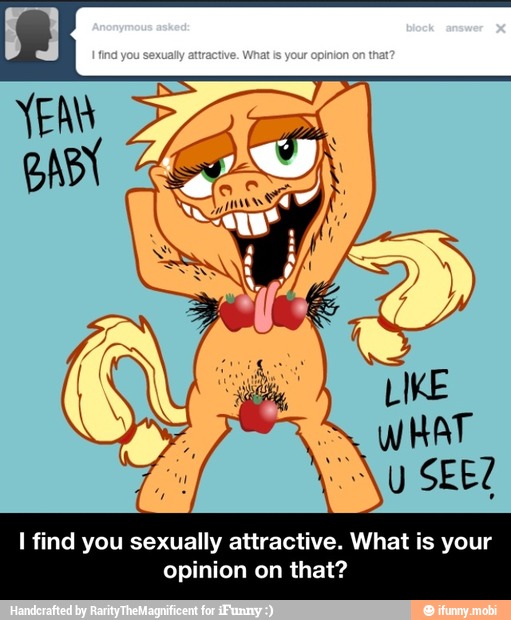 Anonymous asked:
block answer ✕
I find you sexually attractive. What is your opinion on that?
YEAH
BABY
LIKE
WHAT
U SEE?
I find you sexually attractive. What is your
opinion on that?
Handcrafted by RarityTheMagnificent for iFunny :)
ifunny.mobi